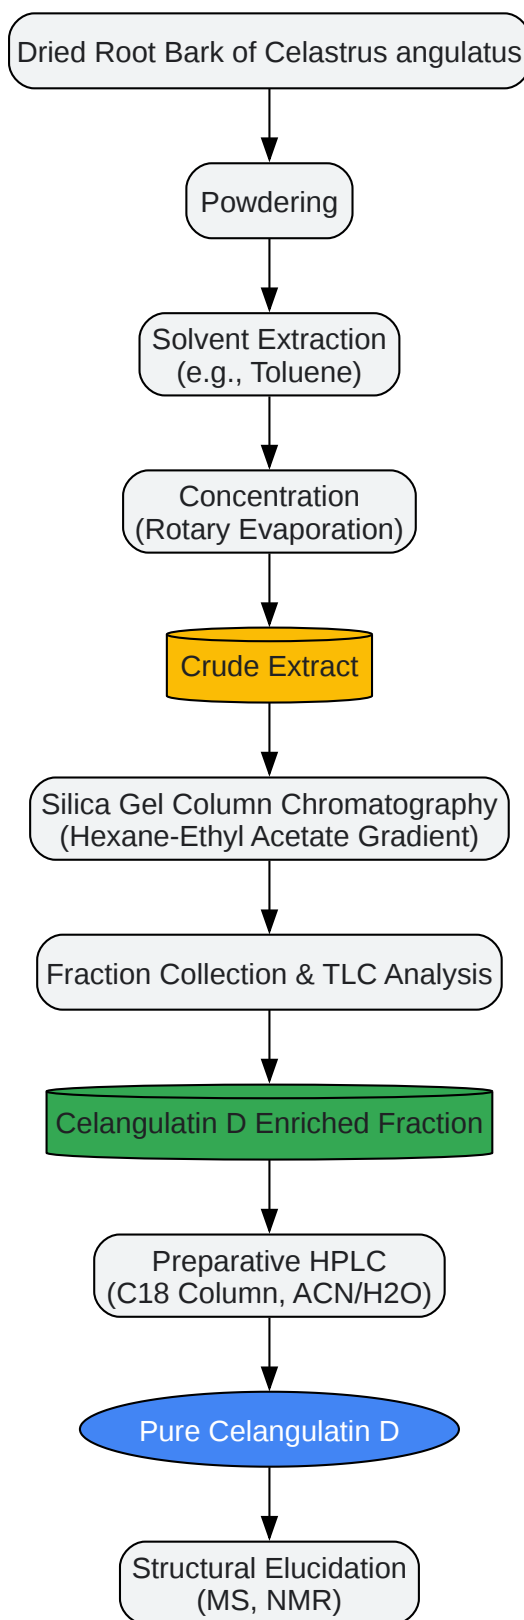 Dried Root Bark of Celastrus angulatus
Powdering
Solvent Extraction
(e.g., Toluene)
Concentration
(Rotary Evaporation)
Crude Extract
Silica Gel Column Chromatography
(Hexane-Ethyl Acetate Gradient)
Fraction Collection & TLC Analysis
Celangulatin D Enriched Fraction
Preparative HPLC
(C18 Column, ACN/H2O)
Pure Celangulatin D
Structural Elucidation
(MS, NMR)